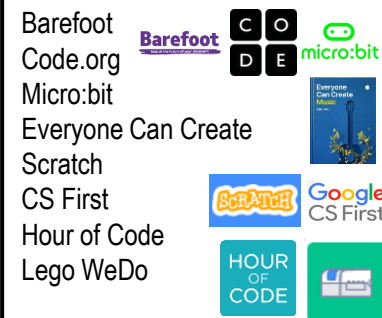 Barefoot
Code.org
Micro:bit
Everyone Can Create
Scratch
CS First
Hour of Code
Lego WeDo
Barefoot
C O
D E
micro:bit
Everyone
Can Create
Music
SCRATCH
Google
CS First
HOUR
OF
CODE